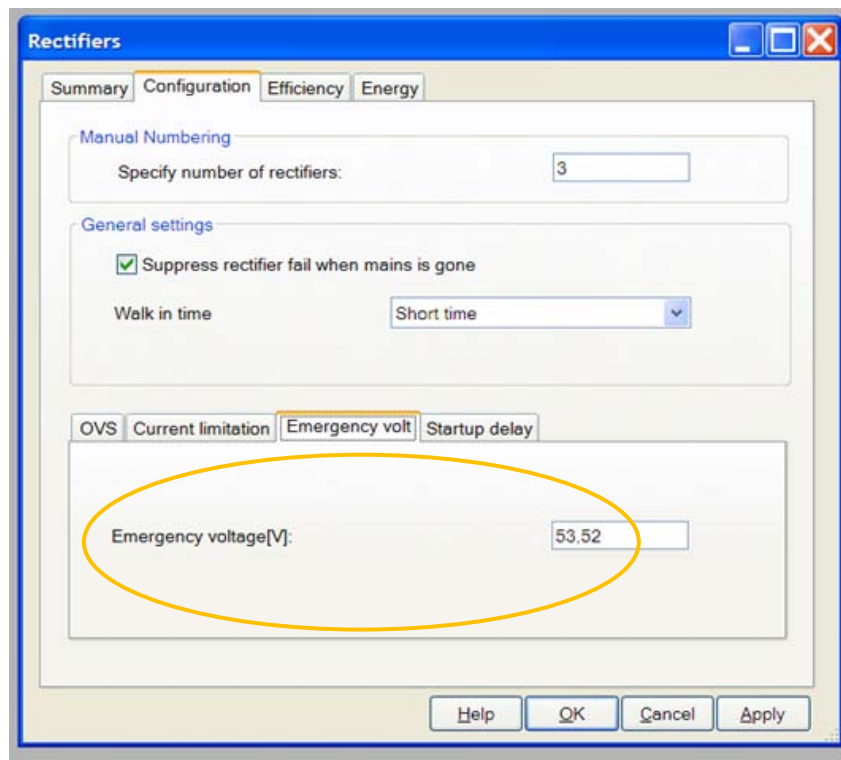 Rectifiers
Summary Configuration Efficiency Energy
Manual Numbering
Specify number of rectifiers: 3
General settings
Suppress rectifier fail when mains is gone
Walk in time Short time
OVS Current limitation Emergency volt Startup delay
Emergency voltage[V]: 53,52
Help OK Cancel Apply